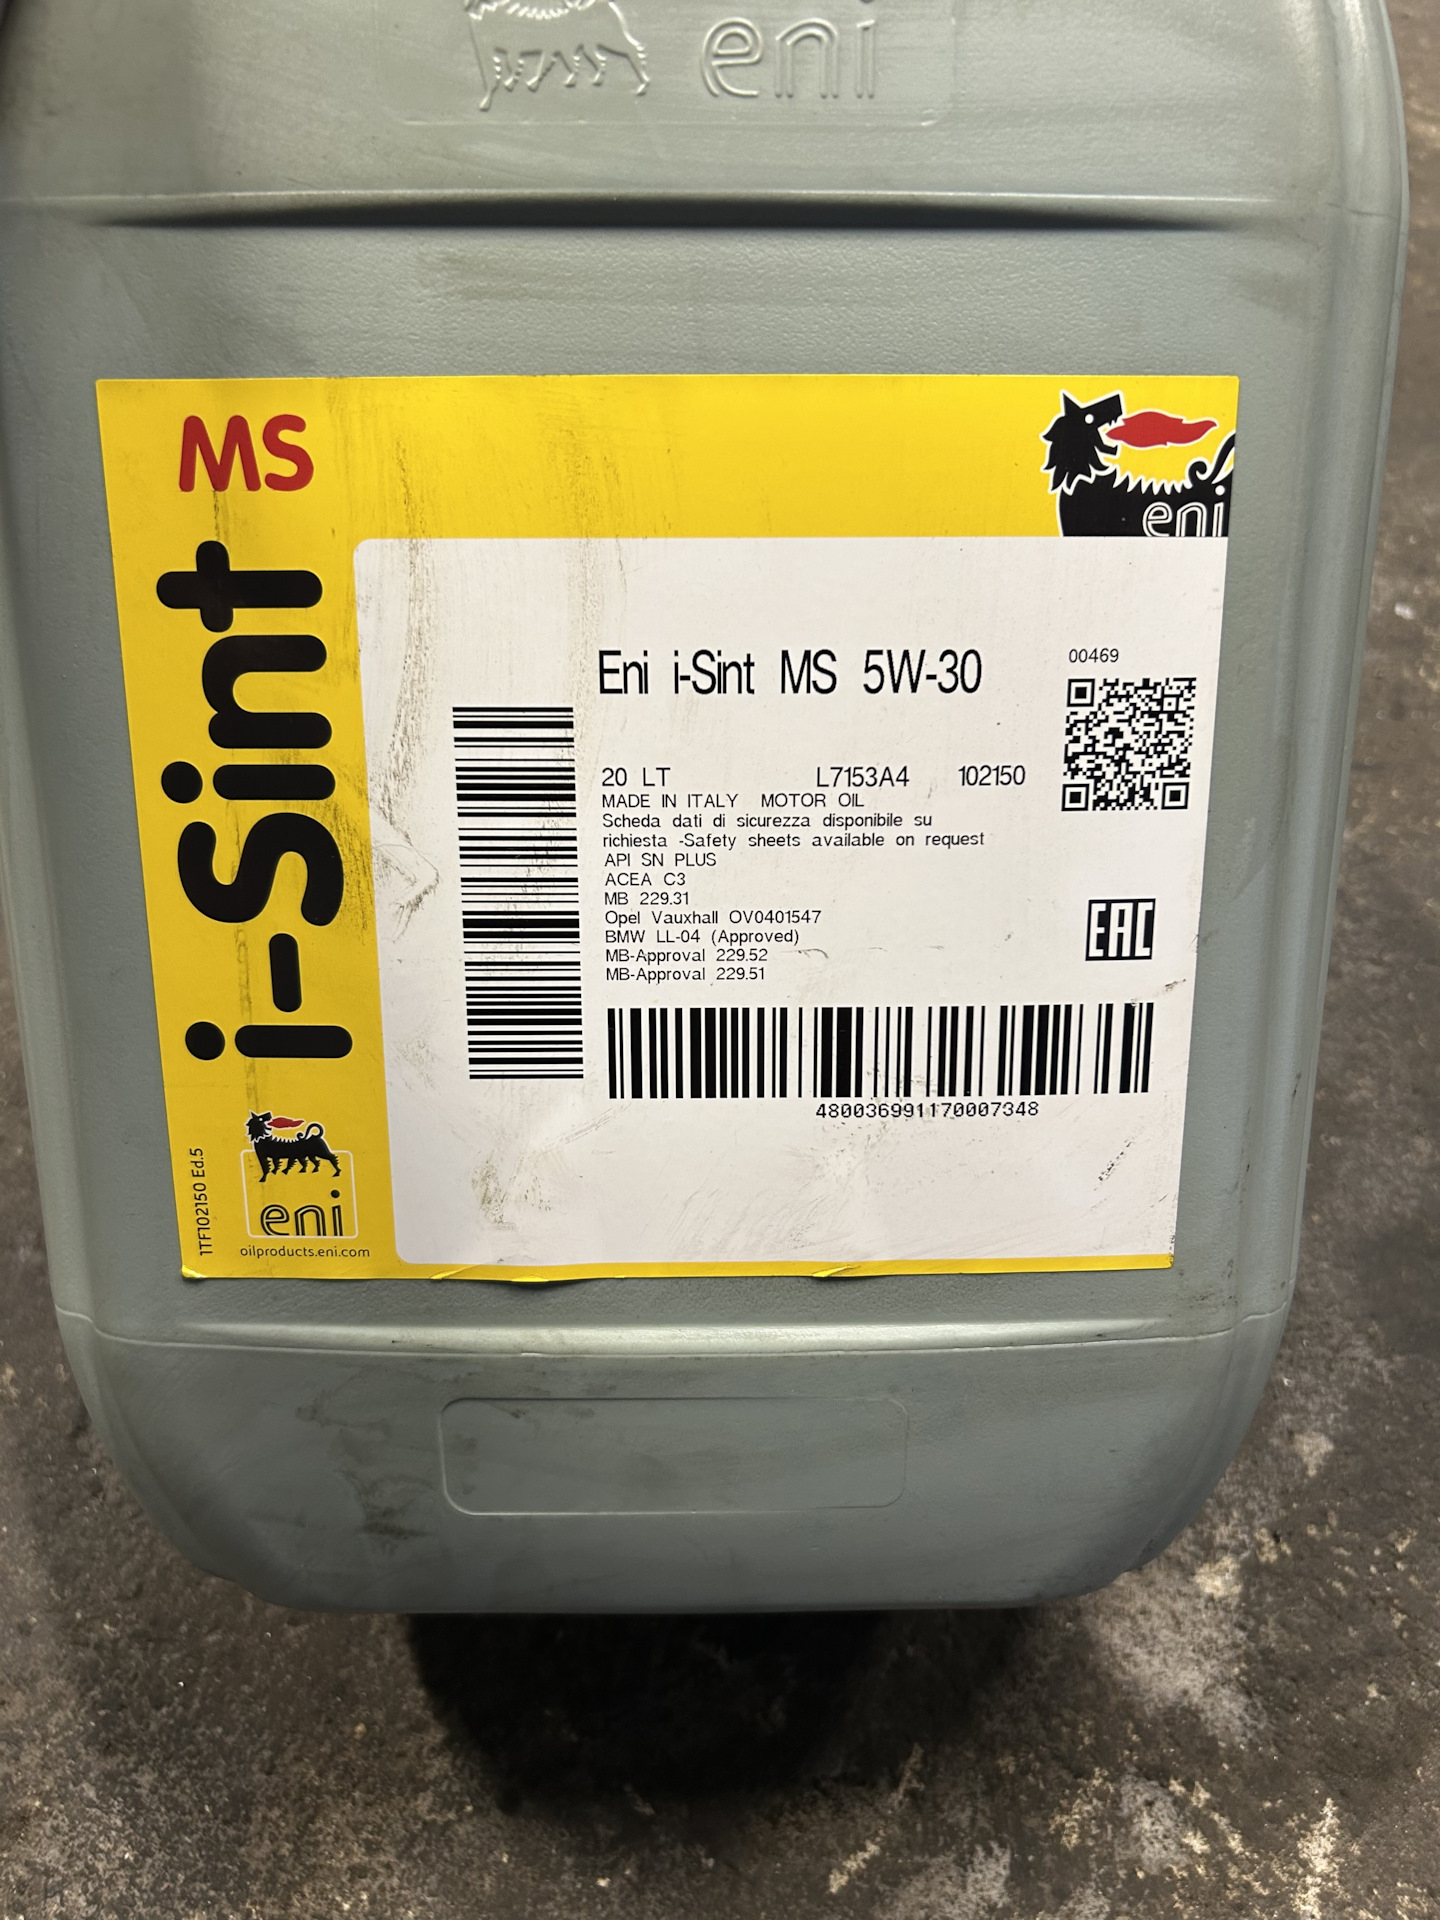 eni
MS
i-Sint
eni
Eni i-Sint MS 5W-30
00469
20 LT L7153A4 102150
MADE IN ITALY MOTOR OIL
Scheda dati di sicurezza disponibile su
richiesta -Safety sheets available on request
API SN PLUS
ACEA C3
MB 229.31
Opel Vauxhall OV0401547
BMW LL-04 (Approved)
MB-Approval 229.52
MB-Approval 229.51
EAC
480036991170007348
1TF102150 Ed.5
eni
oilproducts.eni.com